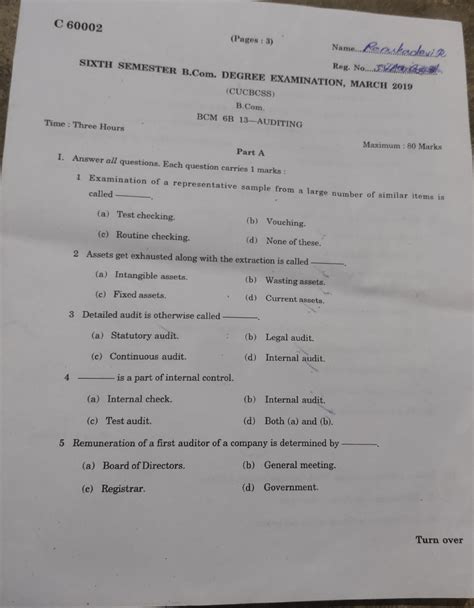 C 60002
(Pages : 3)
Name
Reg. No.
SIXTH SEMESTER B.Com. DEGREE EXAMINATION, MARCH 2019
(CUCBCSS)
B.Com.
BCM 6B 13—AUDITING
Time : Three Hours
Maximum : 80 Marks
Part A
I. Answer all questions. Each question carries 1 marks :
1 Examination of a representative sample from a large number of similar items is
called ———.
(a) Test checking. (b) Vouching.
(c) Routine checking. (d) None of these.
2 Assets get exhausted along with the extraction is called ———.
(a) Intangible assets. (b) Wasting assets.
(c) Fixed assets. (d) Current assets.
3 Detailed audit is otherwise called ———.
(a) Statutory audit. (b) Legal audit.
(c) Continuous audit. (d) Internal audit.
4 ——— is a part of internal control.
(a) Internal check. (b) Internal audit.
(c) Test audit. (d) Both (a) and (b).
5 Remuneration of a first auditor of a company is determined by ———.
(a) Board of Directors. (b) General meeting.
(c) Registrar. (d) Government.
Turn over